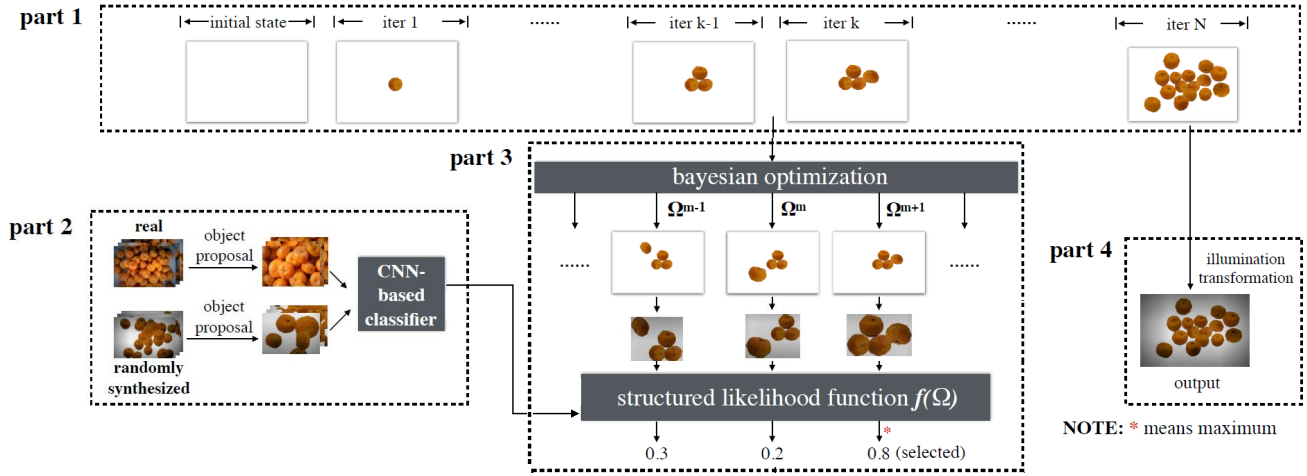 part 1
initial state
iter 1
......
iter k-1
iter k
......
iter N
part 2
real
object
proposal
object
proposal
randomly
synthesized
CNN-
based
classifier
part 3
bayesian optimization
Ωᵐ⁻¹
Ωᵐ
Ωᵐ⁺¹
......
......
structured likelihood function f(Ω)
*
0.3
0.2
0.8 (selected)
part 4
illumination
transformation
output
NOTE: * means maximum